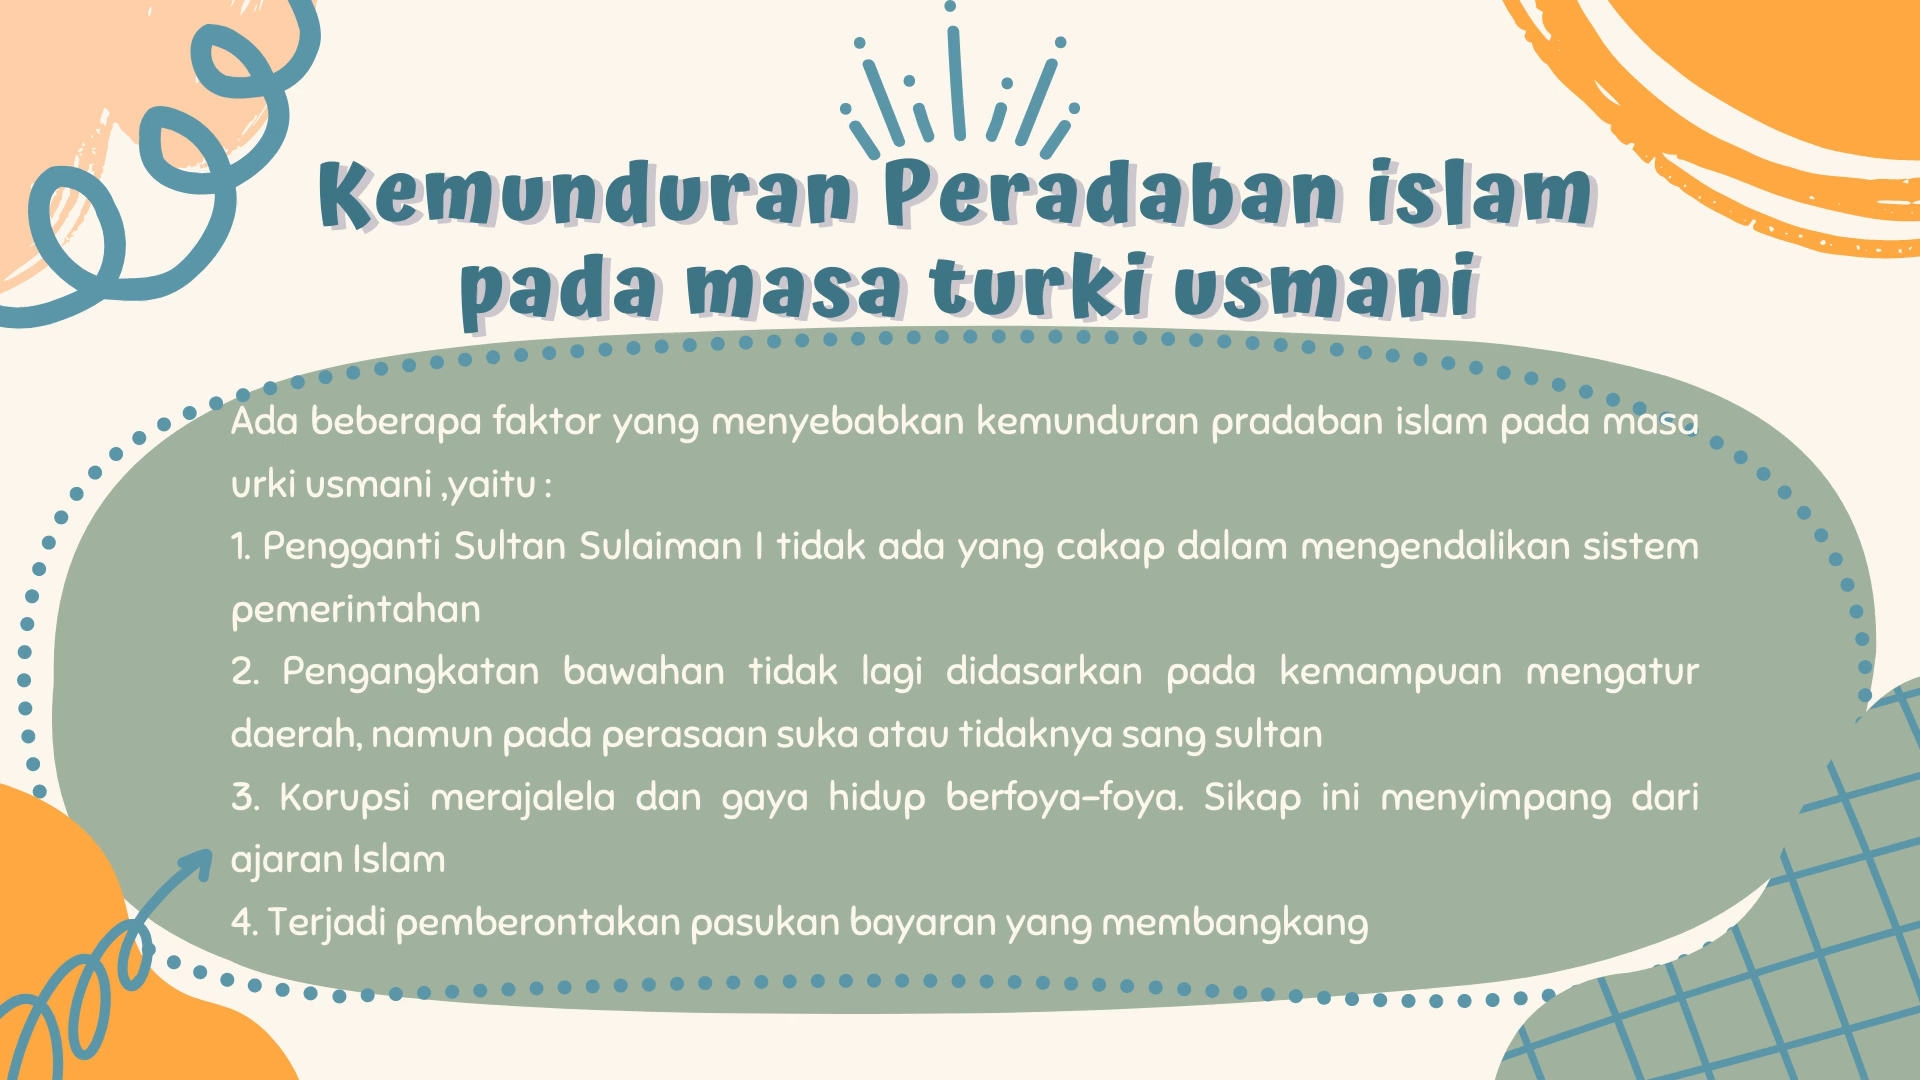 Kemunduran Peradaban islam
pada masa turki usmani
Ada beberapa faktor yang menyebabkan kemunduran pradaban islam pada masa
urki usmani ,yaitu :
1. Pengganti Sultan Sulaiman I tidak ada yang cakap dalam mengendalikan sistem
pemerintahan
2. Pengangkatan bawahan tidak lagi didasarkan pada kemampuan mengatur
daerah, namun pada perasaan suka atau tidaknya sang sultan
3. Korupsi merajalela dan gaya hidup berfoya-foya. Sikap ini menyimpang dari
ajaran Islam
4. Terjadi pemberontakan pasukan bayaran yang membangkang